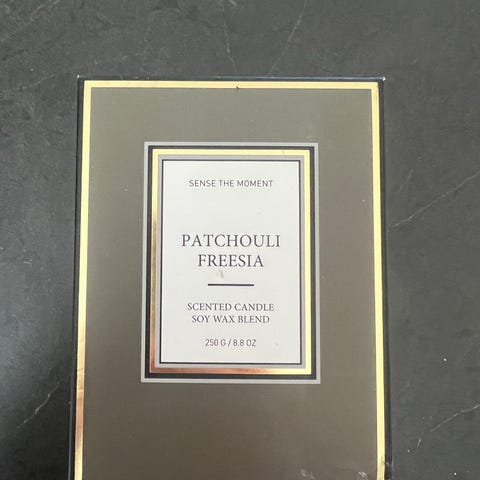 SENSE THE MOMENT
PATCHOULI
FREESIA
SCENTED CANDLE
SOY WAX BLEND
250 G / 8.8 OZ